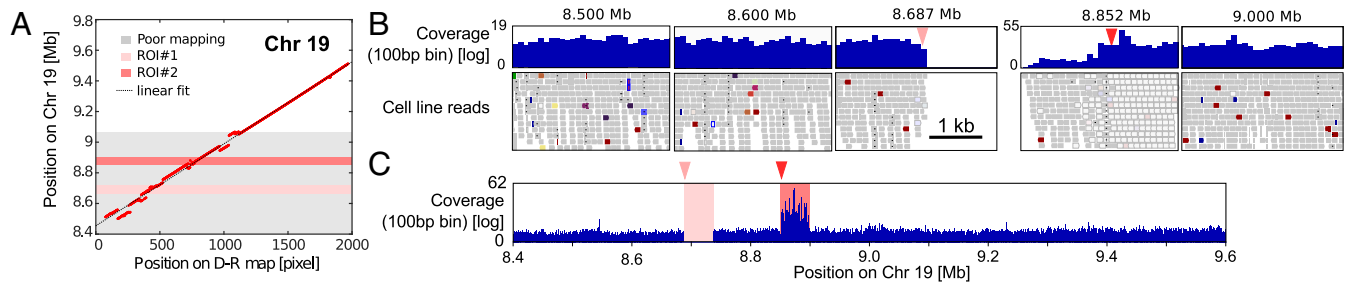 A
Position on Chr 19 [Mb]
9.8
9.6
9.4
9.2
9
8.8
8.6
8.4
Poor mapping
ROI#1
ROI#2
linear fit
Chr 19
0
500
1000
1500
2000
Position on D-R map [pixel]
B
8.500 Mb
8.600 Mb
8.687 Mb
8.852 Mb
9.000 Mb
Coverage
(100bp bin) [log]
19
0
55
0
Cell line reads
1 kb
C
Coverage
(100bp bin) [log]
62
0
8.4
8.6
8.8
9.0
9.2
9.4
9.6
Position on Chr 19 [Mb]